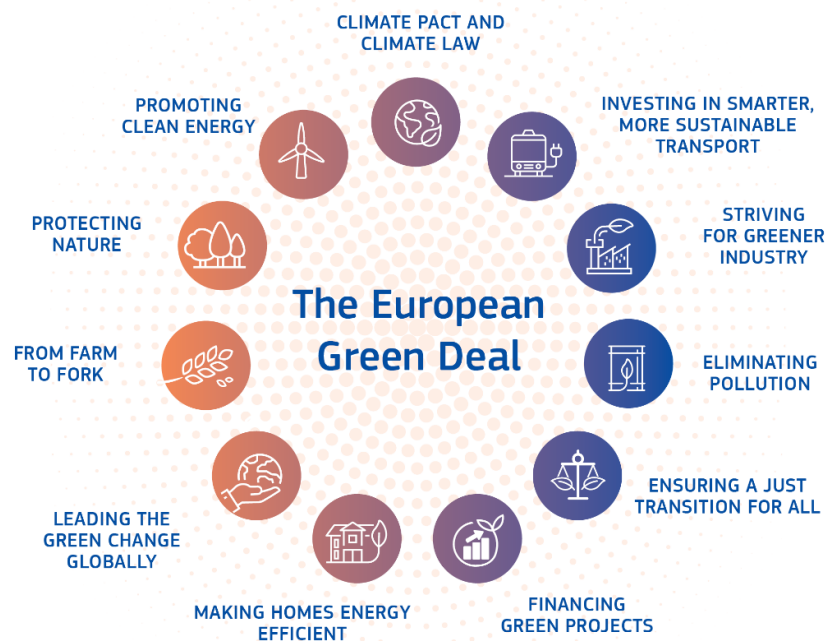 CLIMATE PACT AND
CLIMATE LAW
PROMOTING
CLEAN ENERGY
INVESTING IN SMARTER,
MORE SUSTAINABLE
TRANSPORT
PROTECTING
NATURE
STRIVING
FOR GREENER
INDUSTRY
The European
Green Deal
FROM FARM
TO FORK
ELIMINATING
POLLUTION
LEADING THE
GREEN CHANGE
GLOBALLY
ENSURING A JUST
TRANSITION FOR ALL
MAKING HOMES ENERGY
EFFICIENT
FINANCING
GREEN PROJECTS